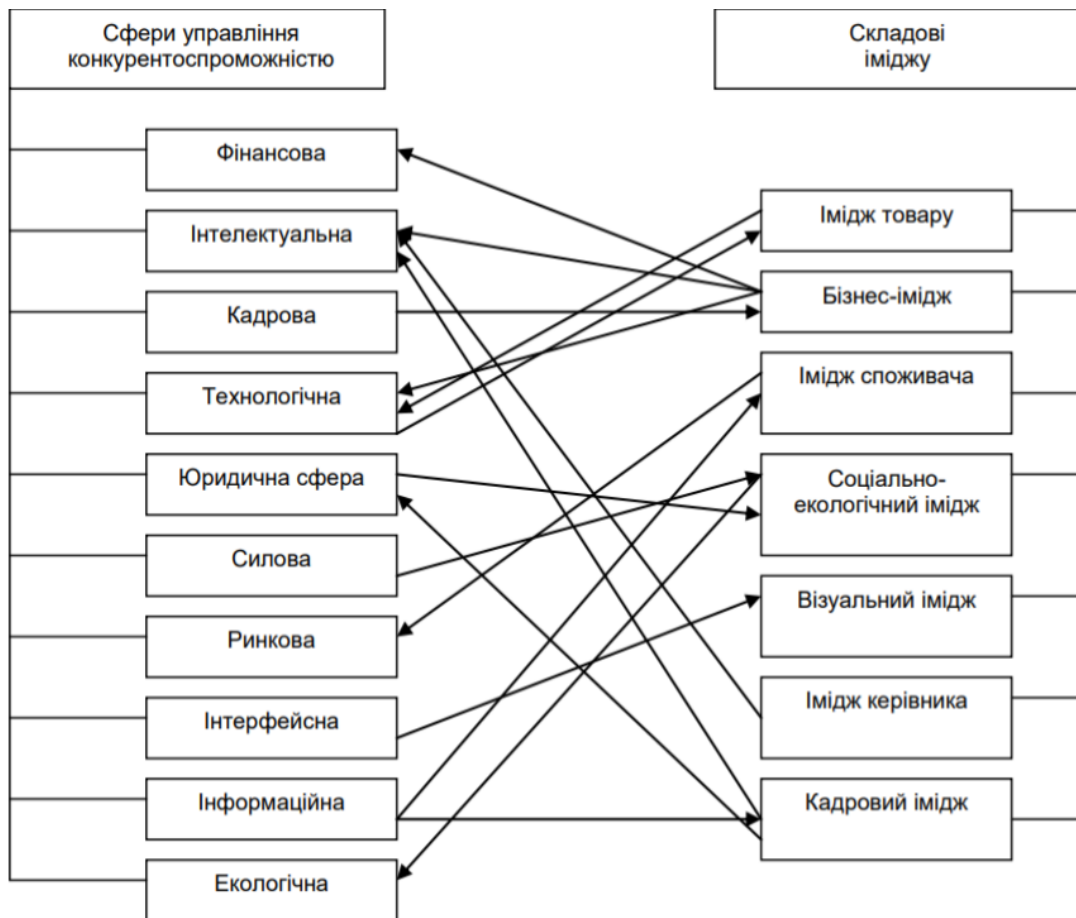 Сфери управління
конкурентоспроможністю
Складові
іміджу
Фінансова
Інтелектуальна
Кадрова
Технологічна
Юридична сфера
Силова
Ринкова
Інтерфейсна
Інформаційна
Екологічна
Імідж товару
Бізнес-імідж
Імідж споживача
Соціально-
екологічний імідж
Візуальний імідж
Імідж керівника
Кадровий імідж